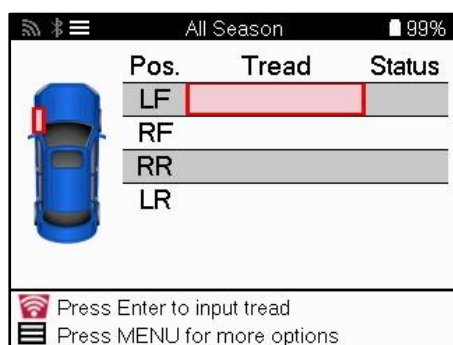 All Season 99%
Pos. Tread Status
LF
RF
RR
LR
Press Enter to input tread
Press MENU for more options